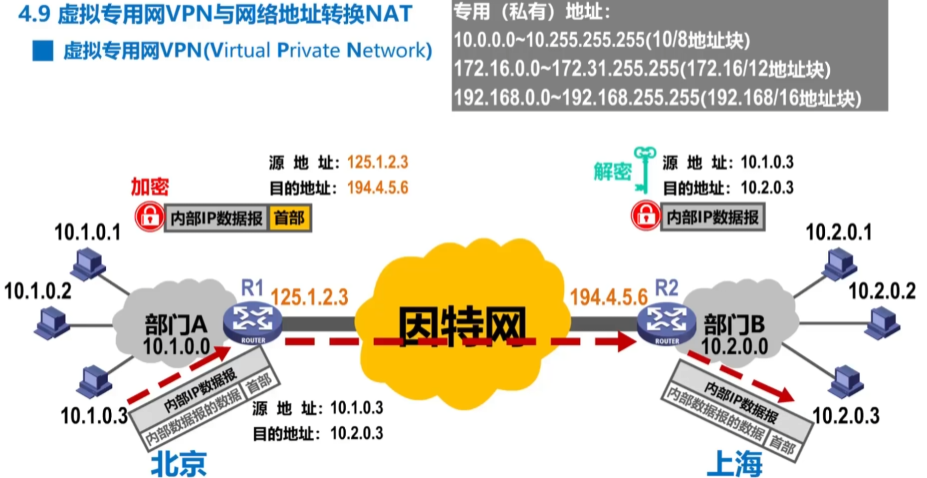 4.9 虚拟专用网VPN与网络地址转换NAT
虚拟专用网VPN(Virtual Private Network)
专用（私有）地址：
10.0.0.0~10.255.255.255(10/8地址块)
172.16.0.0~172.31.255.255(172.16/12地址块)
192.168.0.0~192.168.255.255(192.168/16地址块)
源 地 址：125.1.2.3
目的地址：194.4.5.6
加密
内部IP数据报 首部
解密
源 地 址：10.1.0.3
目的地址：10.2.0.3
内部IP数据报
10.1.0.1
10.1.0.2
10.1.0.3
部门A
10.1.0.0
R1
ROUTER
125.1.2.3
因特网
194.4.5.6
R2
ROUTER
部门B
10.2.0.0
10.2.0.1
10.2.0.2
10.2.0.3
内部IP数据报
内部数据报的数据 首部
源 地 址：10.1.0.3
目的地址：10.2.0.3
内部IP数据报
内部数据报的数据 首部
北京
上海